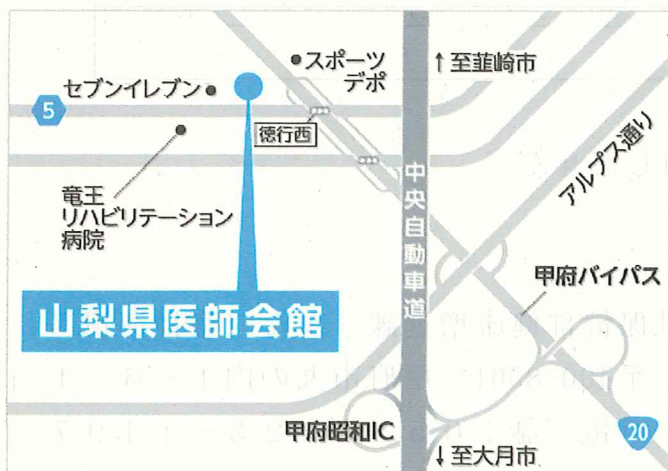 スポーツ
デポ
↑至韮崎市
セブンイレブン
5
徳行西
アルプス通り
竜王
リハビリテーション
病院
中央自動車道
甲府バイパス
山梨県医師会館
甲府昭和IC
20
↓至大月市